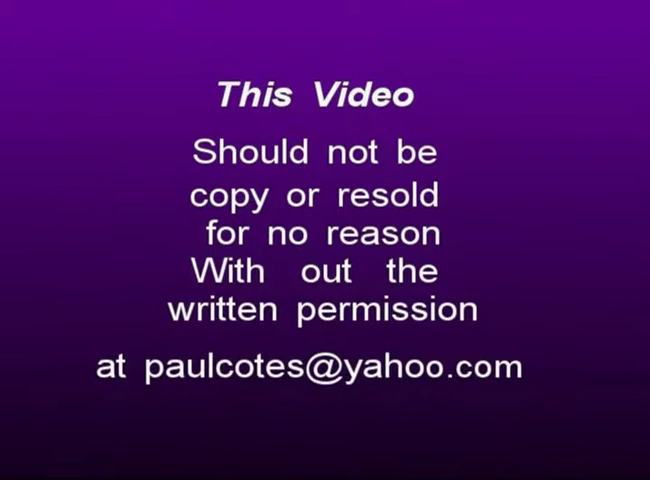 This Video
Should not be
copy or resold
for no reason
With out the
written permission
at paulcotes@yahoo.com